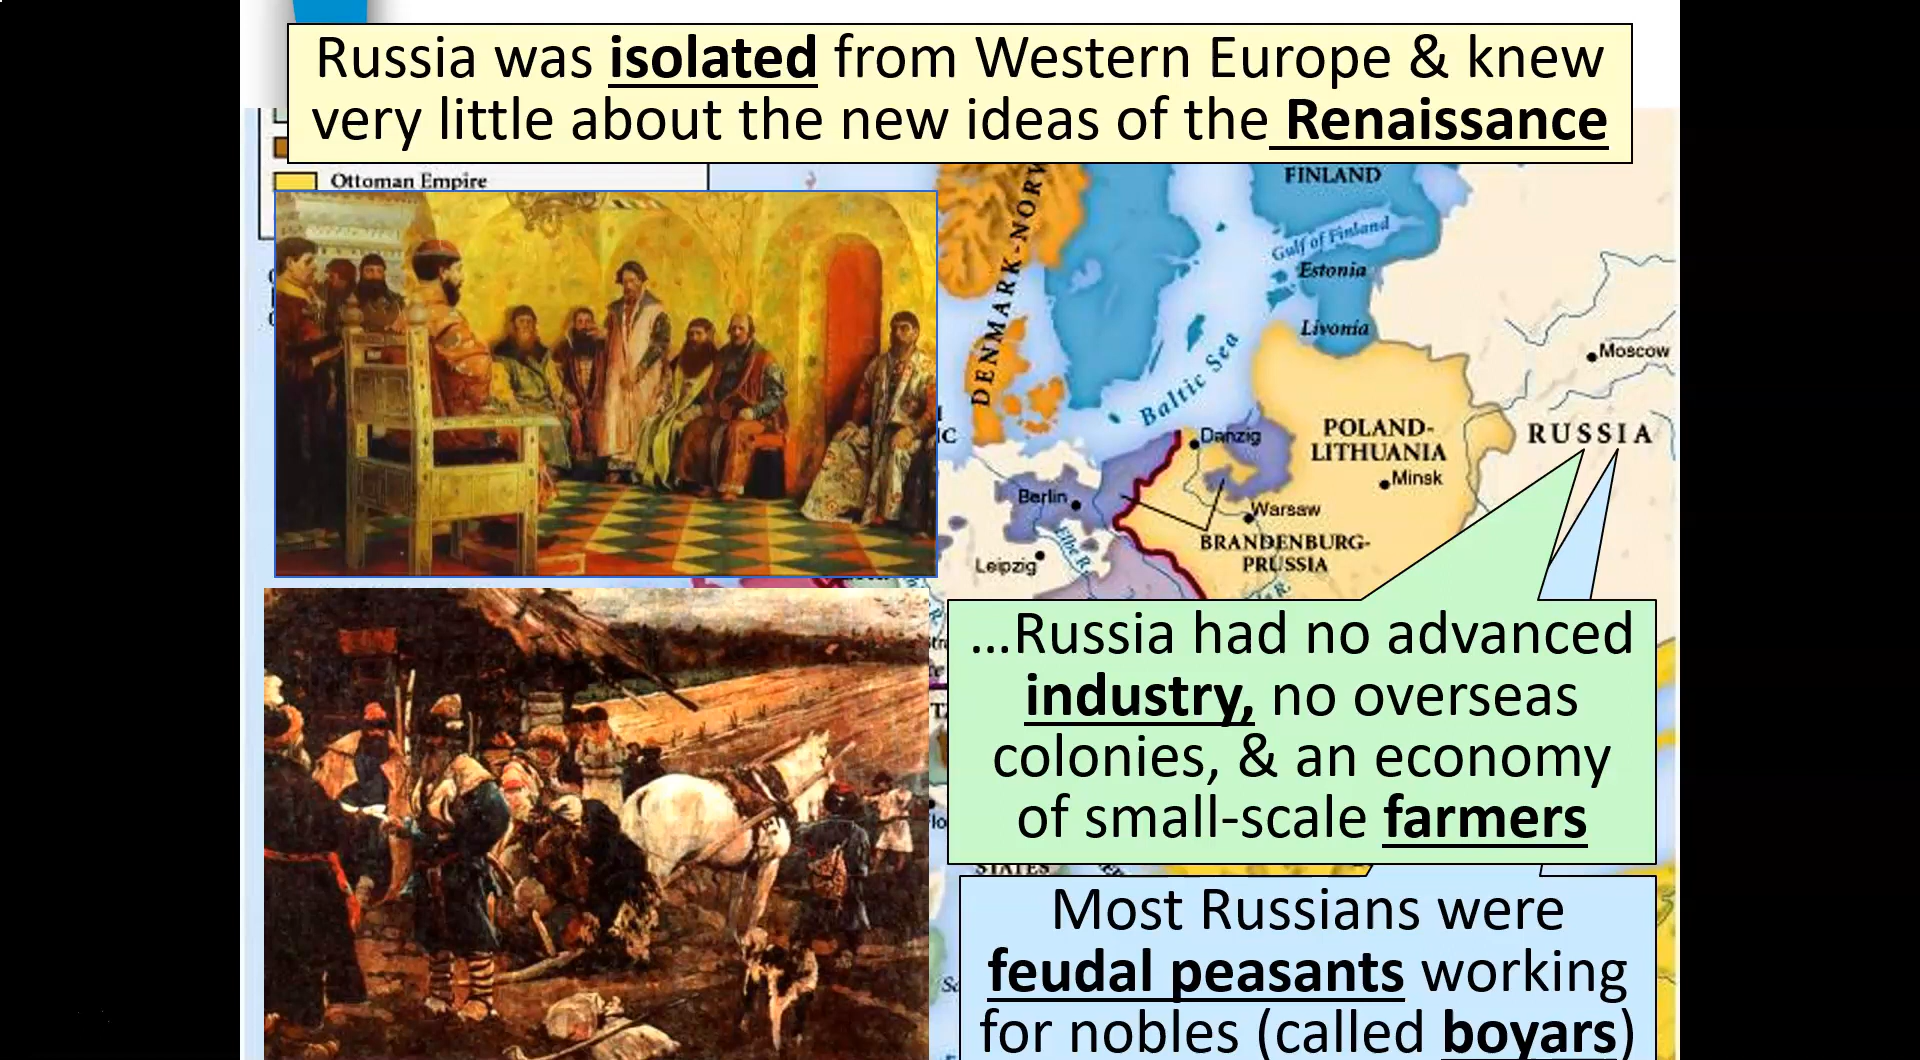 Russia was isolated from Western Europe & knew
very little about the new ideas of the Renaissance
Ottoman Empire
FINLAND
DENMARK-NORW
Gulf of Finland
Estonia
Livonia
Moscow
Baltic Sea
Danzig
POLAND-
LITHUANIA
RUSSIA
Minsk
Berlin
Warsaw
BRANDENBURG-
PRUSSIA
Leipzig
Elbe R.
...Russia had no advanced
industry, no overseas
colonies, & an economy
of small-scale farmers
STATES
Most Russians were
feudal peasants working
for nobles (called boyars)